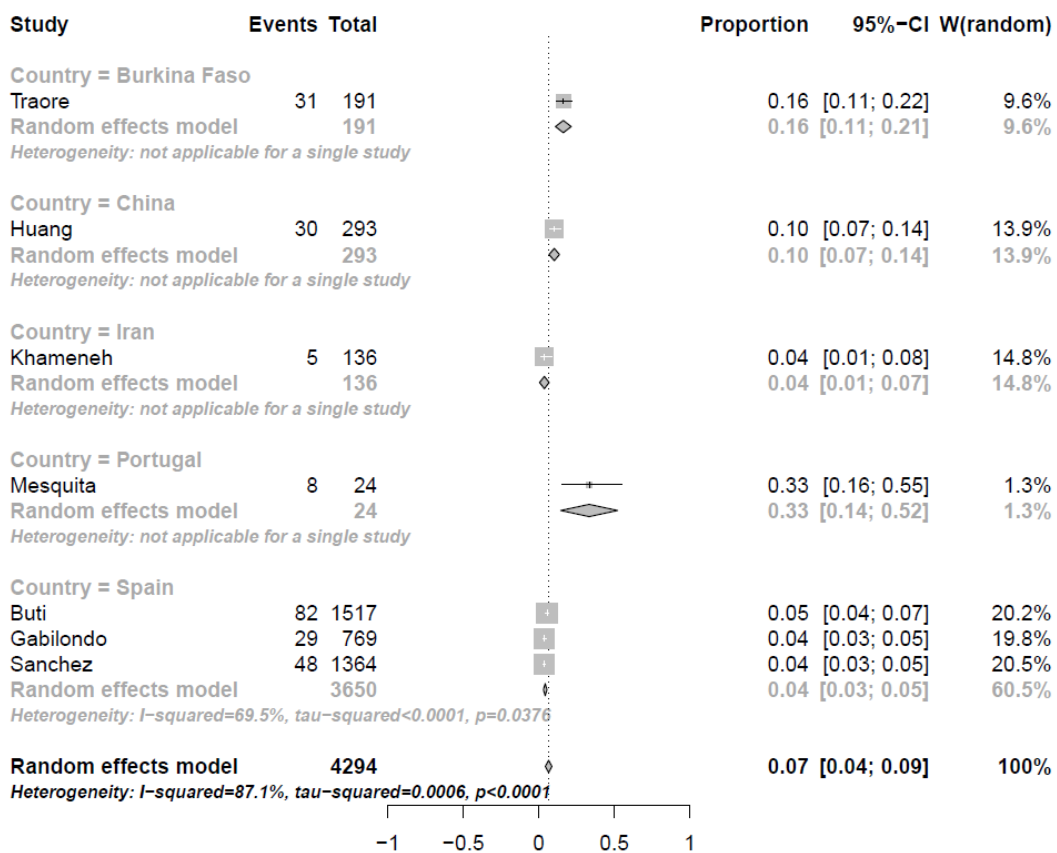 Study Events Total Proportion 95%−CI W(random)
Country = Burkina Faso
Traore 31 191 0.16 [0.11; 0.22] 9.6%
Random effects model 191 0.16 [0.11; 0.21] 9.6%
Heterogeneity: not applicable for a single study
Country = China
Huang 30 293 0.10 [0.07; 0.14] 13.9%
Random effects model 293 0.10 [0.07; 0.14] 13.9%
Heterogeneity: not applicable for a single study
Country = Iran
Khameneh 5 136 0.04 [0.01; 0.08] 14.8%
Random effects model 136 0.04 [0.01; 0.07] 14.8%
Heterogeneity: not applicable for a single study
Country = Portugal
Mesquita 8 24 0.33 [0.16; 0.55] 1.3%
Random effects model 24 0.33 [0.14; 0.52] 1.3%
Heterogeneity: not applicable for a single study
Country = Spain
Buti 82 1517 0.05 [0.04; 0.07] 20.2%
Gabilondo 29 769 0.04 [0.03; 0.05] 19.8%
Sanchez 48 1364 0.04 [0.03; 0.05] 20.5%
Random effects model 3650 0.04 [0.03; 0.05] 60.5%
Heterogeneity: I−squared=69.5%, tau−squared<0.0001, p=0.0376
Random effects model 4294 0.07 [0.04; 0.09] 100%
Heterogeneity: I−squared=87.1%, tau−squared=0.0006, p<0.0001
−1 −0.5 0 0.5 1